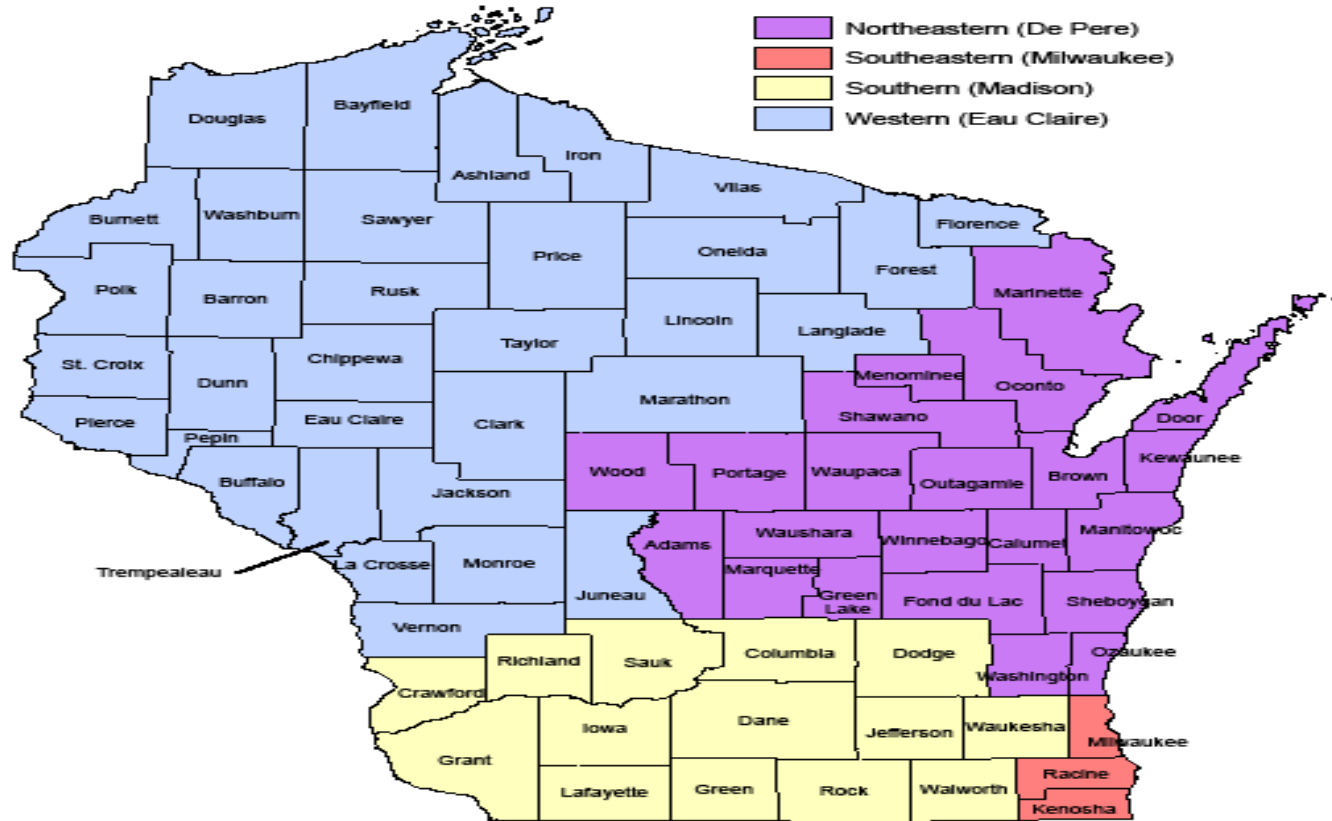 Northeastern (De Pere)
Southeastern (Milwaukee)
Southern (Madison)
Western (Eau Claire)
Douglas
Bayfield
Ashland
Iron
Vilas
Burnett
Washburn
Sawyer
Price
Oneida
Forest
Florence
Marinette
Polk
Barron
Rusk
Taylor
Lincoln
Langlade
St. Croix
Dunn
Chippewa
Menominee
Oconto
Pierce
Pepin
Eau Claire
Clark
Marathon
Shawano
Door
Buffalo
Jackson
Wood
Portage
Waupaca
Outagamie
Brown
Kewaunee
Trempealeau
La Crosse
Monroe
Juneau
Adams
Waushara
Marquette
Green
Lake
Winnebago
Calumet
Manitowoc
Vernon
Fond du Lac
Sheboygan
Richland
Sauk
Columbia
Dodge
Washington
Ozaukee
Crawford
Grant
Iowa
Dane
Jefferson
Waukesha
Milwaukee
Lafayette
Green
Rock
Walworth
Racine
Kenosha